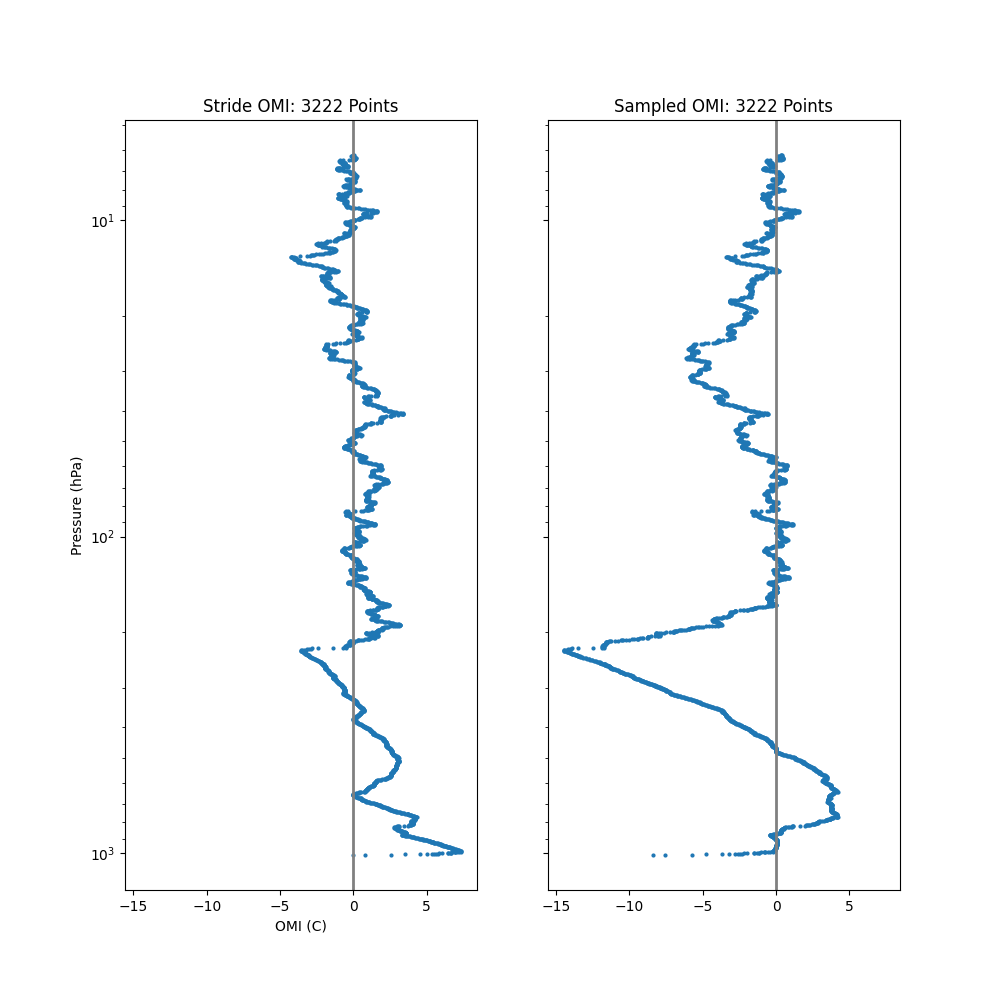 Stride OMI: 3222 Points
Sampled OMI: 3222 Points
Pressure (hPa)
10¹
10²
10³
−15 −10 −5 0 5
−15 −10 −5 0 5
OMI (C)